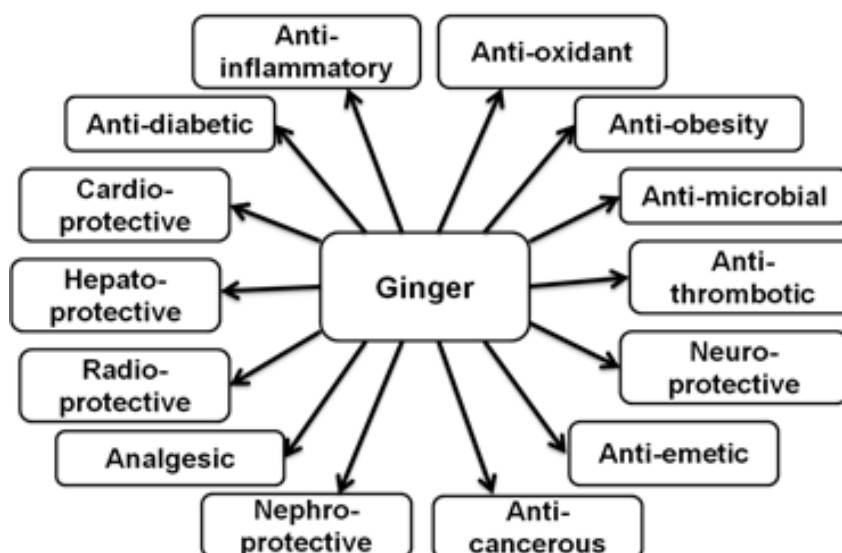 Anti-
inflammatory
Anti-oxidant
Anti-diabetic
Anti-obesity
Cardio-
protective
Anti-microbial
Hepato-
protective
Ginger
Anti-
thrombotic
Radio-
protective
Neuro-
protective
Analgesic
Anti-emetic
Nephro-
protective
Anti-
cancerous